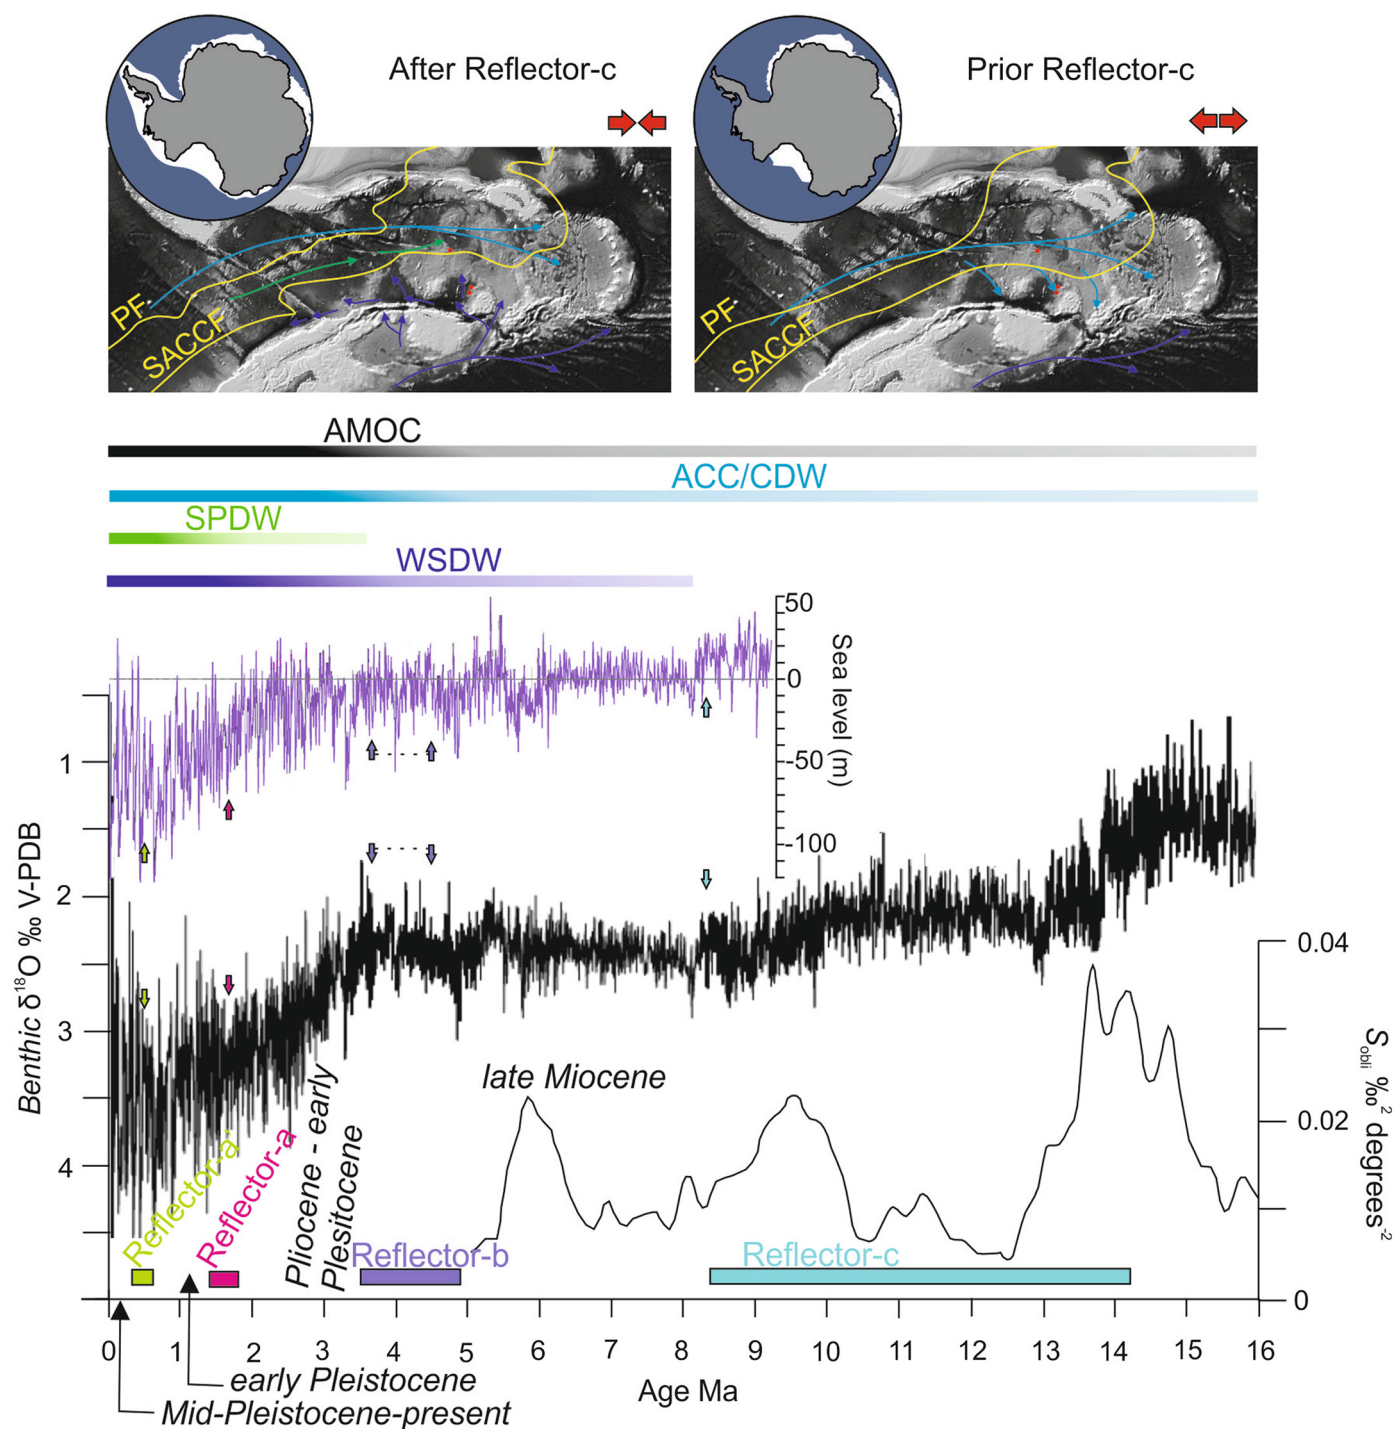 After Reflector-c
Prior Reflector-c
PF
SACCF
PF
SACCF
AMOC
ACC/CDW
SPDW
WSDW
50
0
-50
-100
Sea level (m)
1
2
3
4
Benthic δ¹⁸O ‰ V-PDB
0.04
0.02
0
Sobli ‰² degrees⁻²
late Miocene
Pliocene - early
Plesitocene
Reflector-a'
Reflector-a
Reflector-b
Reflector-c
0 1 2 3 4 5 6 7 8 9 10 11 12 13 14 15 16
Age Ma
early Pleistocene
Mid-Pleistocene-present